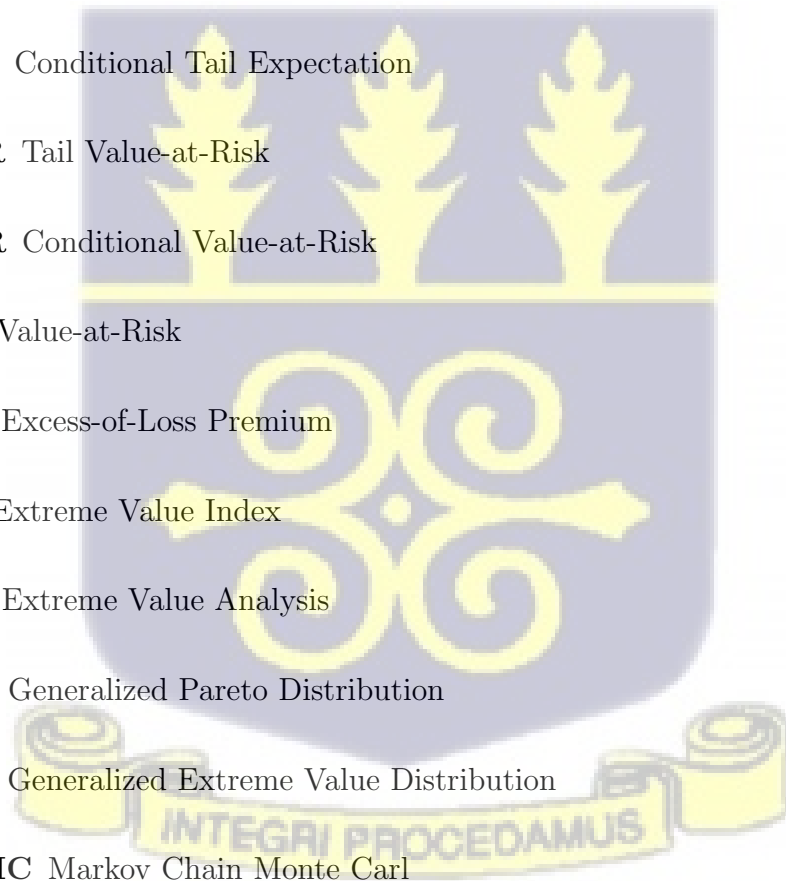 Conditional Tail Expectation
R Tail Value-at-Risk
R Conditional Value-at-Risk
Value-at-Risk
Excess-of-Loss Premium
Extreme Value Index
Extreme Value Analysis
Generalized Pareto Distribution
Generalized Extreme Value Distribution
INTEGRI PROCEDAMUS
MC Markov Chain Monte Carl